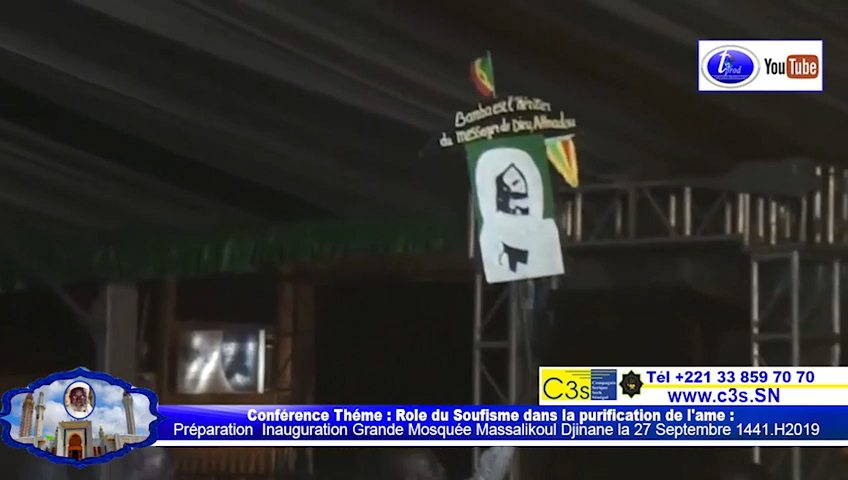 t prod
YouTube
Bamba est l'héritier
du messager de Dieu, Ahmadou
C3s
Tél +221 33 859 70 70
www.c3s.SN
Conférence Théme : Role du Soufisme dans la purification de l'ame :
Préparation Inauguration Grande Mosquée Massalikoul Djinane la 27 Septembre 1441.H2019